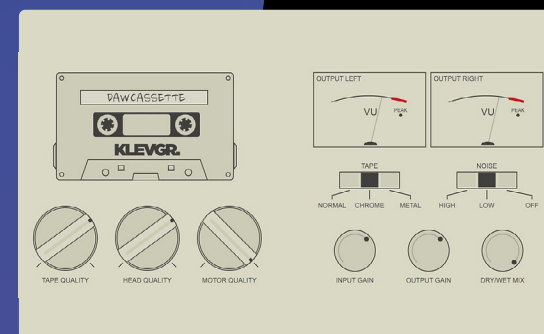 DAWCASSETTE
KLEVGR.
TAPE QUALITY
HEAD QUALITY
MOTOR QUALITY
OUTPUT LEFT
VU
PEAK
OUTPUT RIGHT
VU
PEAK
TAPE
NORMAL CHROME METAL
NOISE
HIGH LOW OFF
INPUT GAIN
OUTPUT GAIN
DRY/WET MIX